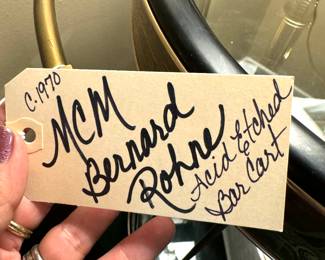 C. 1970
MCM
Bernard
Rohne
Acid Etched
Bar Cart